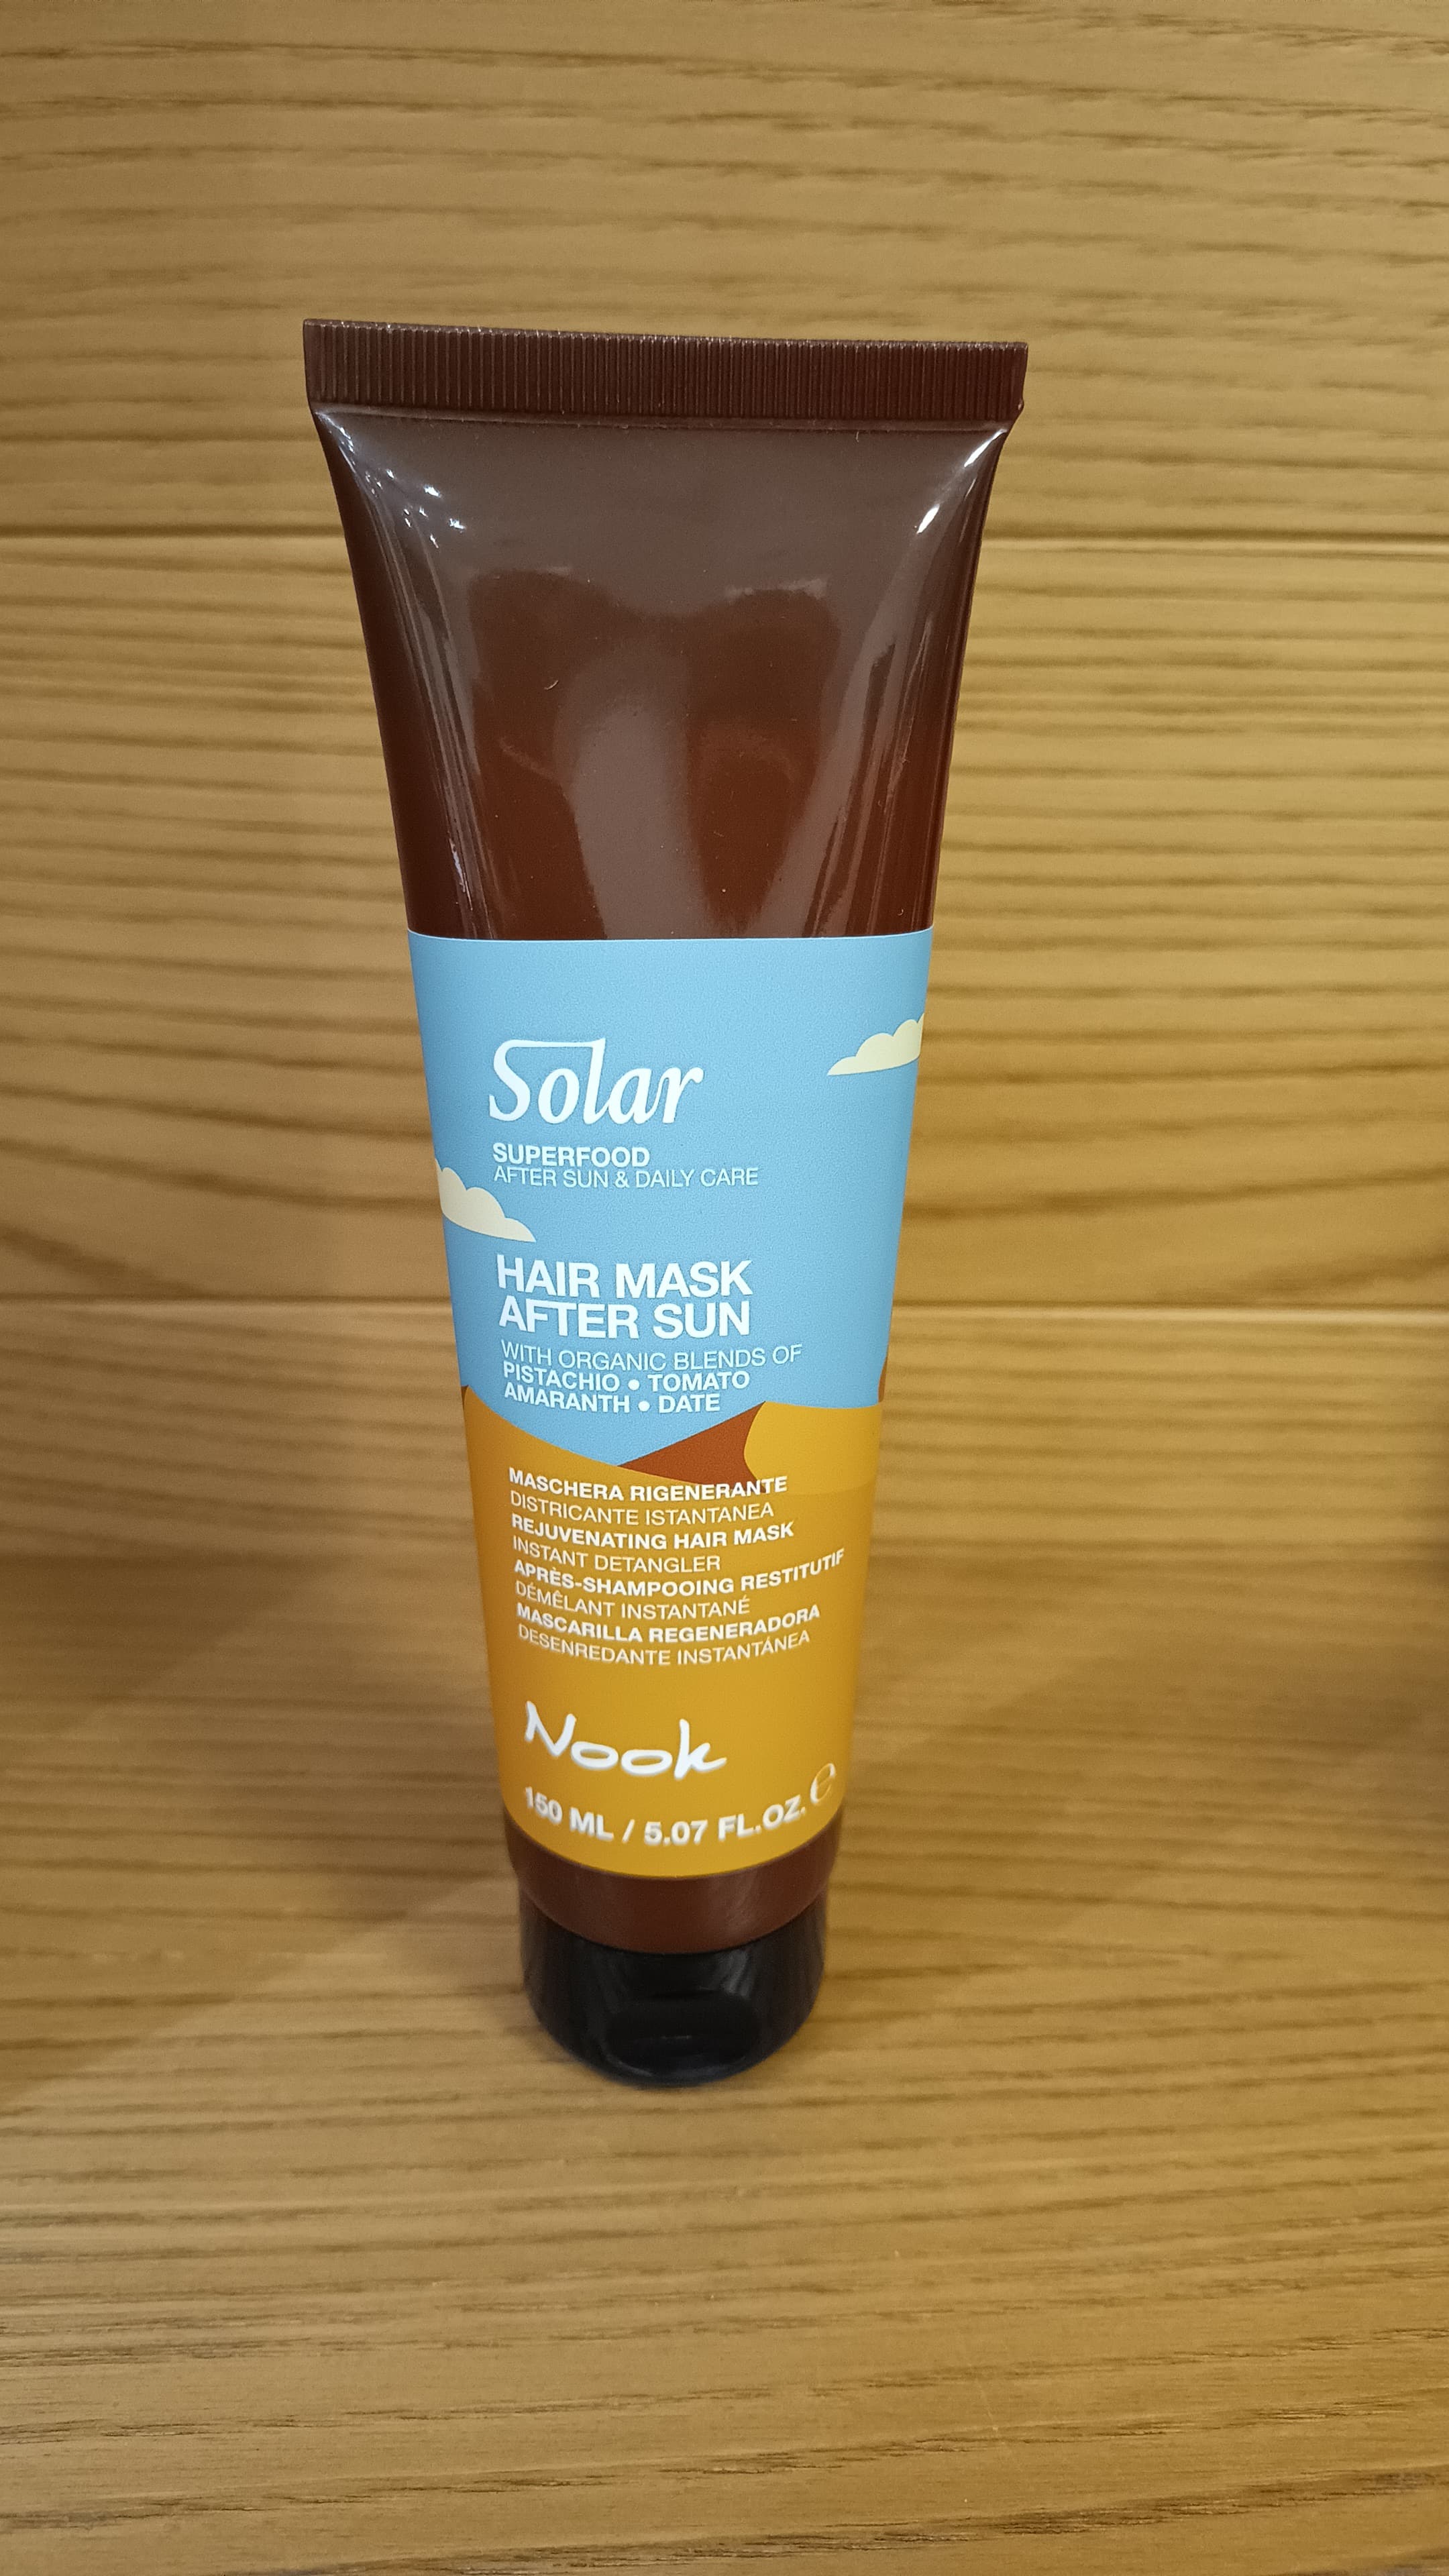 Solar
SUPERFOOD
AFTER SUN & DAILY CARE
HAIR MASK
AFTER SUN
WITH ORGANIC BLENDS OF
PISTACHIO • TOMATO
AMARANTH • DATE
MASCHERA RIGENERANTE
DISTRICANTE ISTANTANEA
REJUVENATING HAIR MASK
INSTANT DETANGLER
APRÈS-SHAMPOOING RESTITUTIF
DÉMÊLANT INSTANTANÉ
MASCARILLA REGENERADORA
DESENREDANTE INSTANTÁNEA
Nook
150 ML / 5.07 FL.OZ. ℮